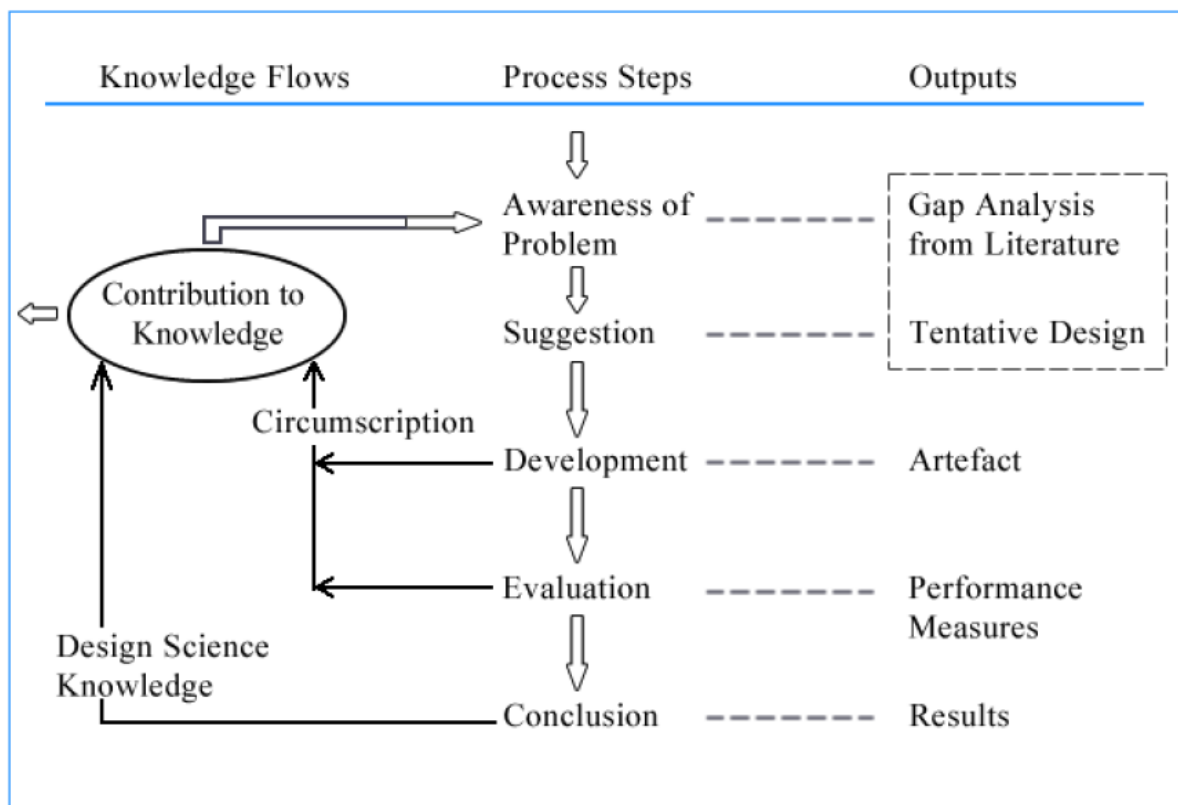 Knowledge Flows
Process Steps
Outputs
Awareness of
Problem
Gap Analysis
from Literature
Contribution to
Knowledge
Suggestion
Tentative Design
Circumscription
Development
Artefact
Evaluation
Performance
Measures
Design Science
Knowledge
Conclusion
Results